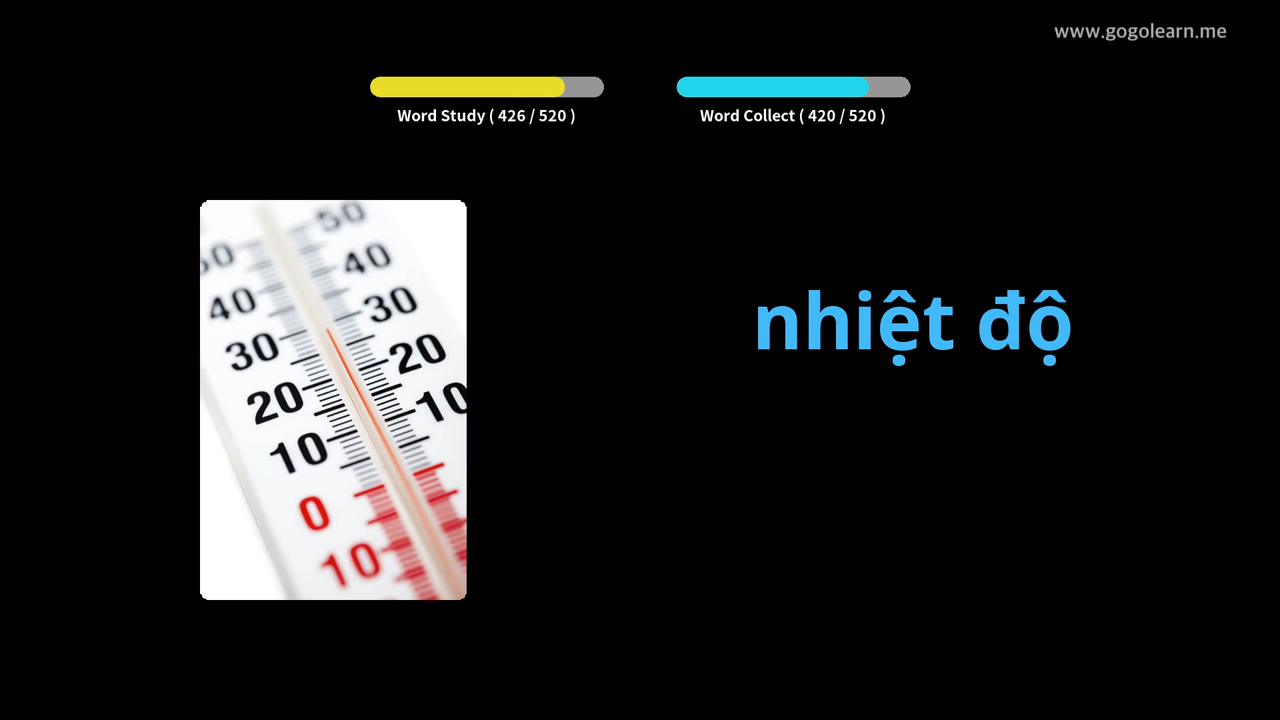 www.gogolearn.me
Word Study ( 426 / 520 )
Word Collect ( 420 / 520 )
50
40
40
30
30
20
20
10
10
0
10
nhiệt độ